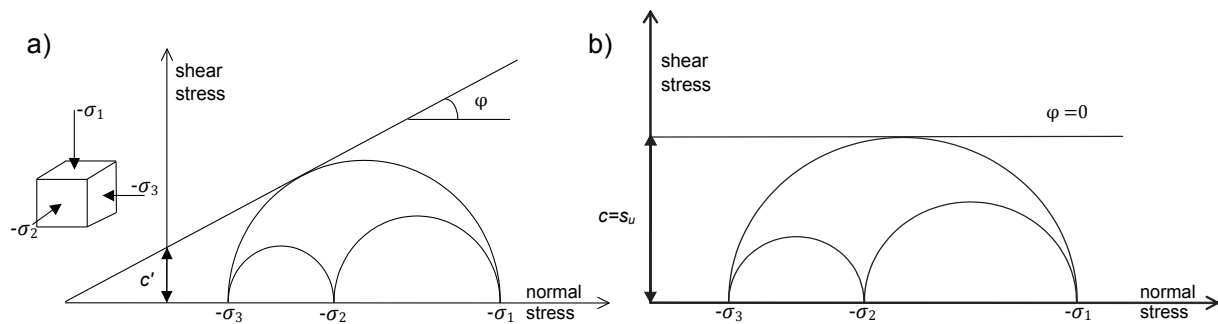 a)
shear
stress
φ
-σ1
-σ3
-σ2
c'
-σ3
-σ2
-σ1
normal
stress
b)
shear
stress
φ =0
c=su
-σ3
-σ2
-σ1
normal
stress